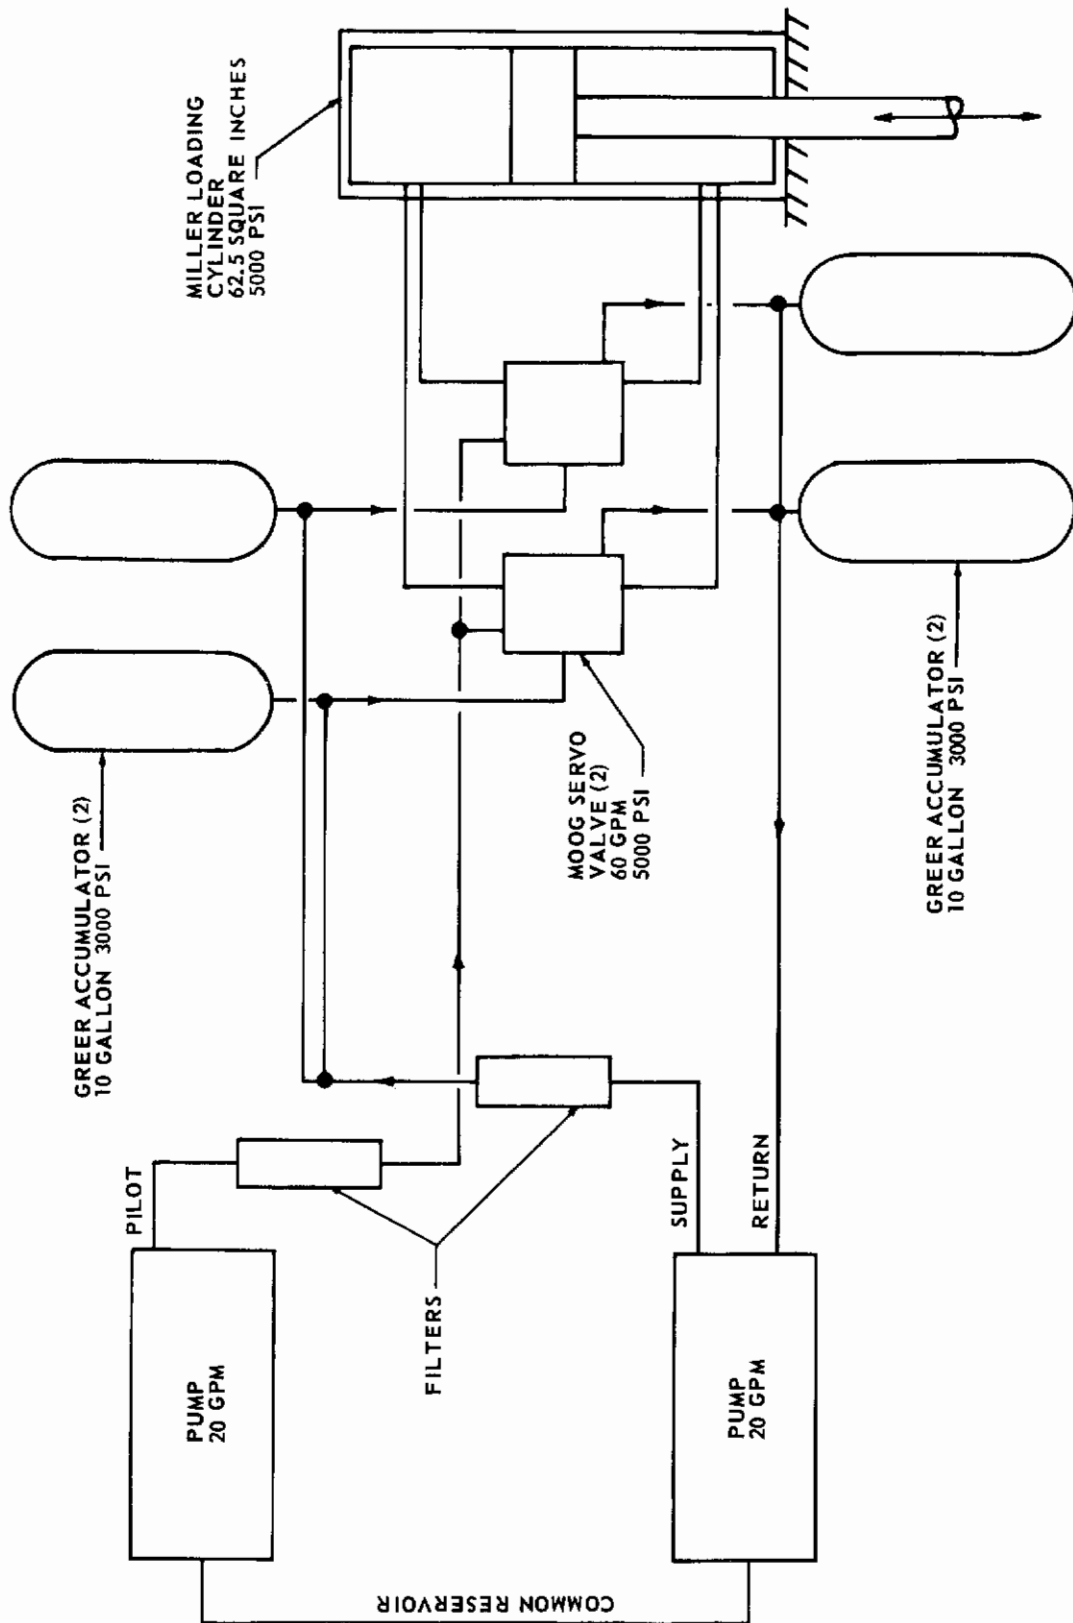 MILLER LOADING
CYLINDER
62.5 SQUARE INCHES
5000 PSI
GREER ACCUMULATOR (2)
10 GALLON 3000 PSI
MOOG SERVO
VALVE (2)
60 GPM
5000 PSI
GREER ACCUMULATOR (2)
10 GALLON 3000 PSI
PILOT
SUPPLY
RETURN
FILTERS
PUMP
20 GPM
PUMP
20 GPM
COMMON RESERVOIR